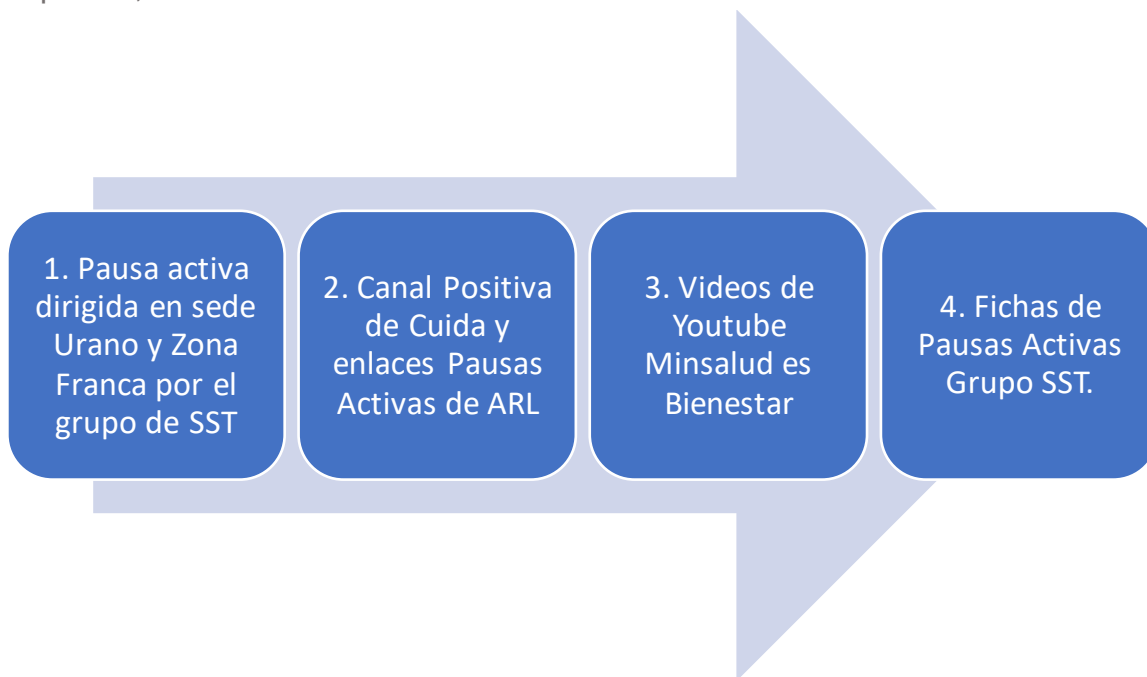 1. Pausa activa
dirigida en sede
Urano y Zona
Franca por el
grupo de SST
2. Canal Positiva
de Cuida y
enlaces Pausas
Activas de ARL
3. Videos de
Youtube
Minsalud es
Bienestar
4. Fichas de
Pausas Activas
Grupo SST.